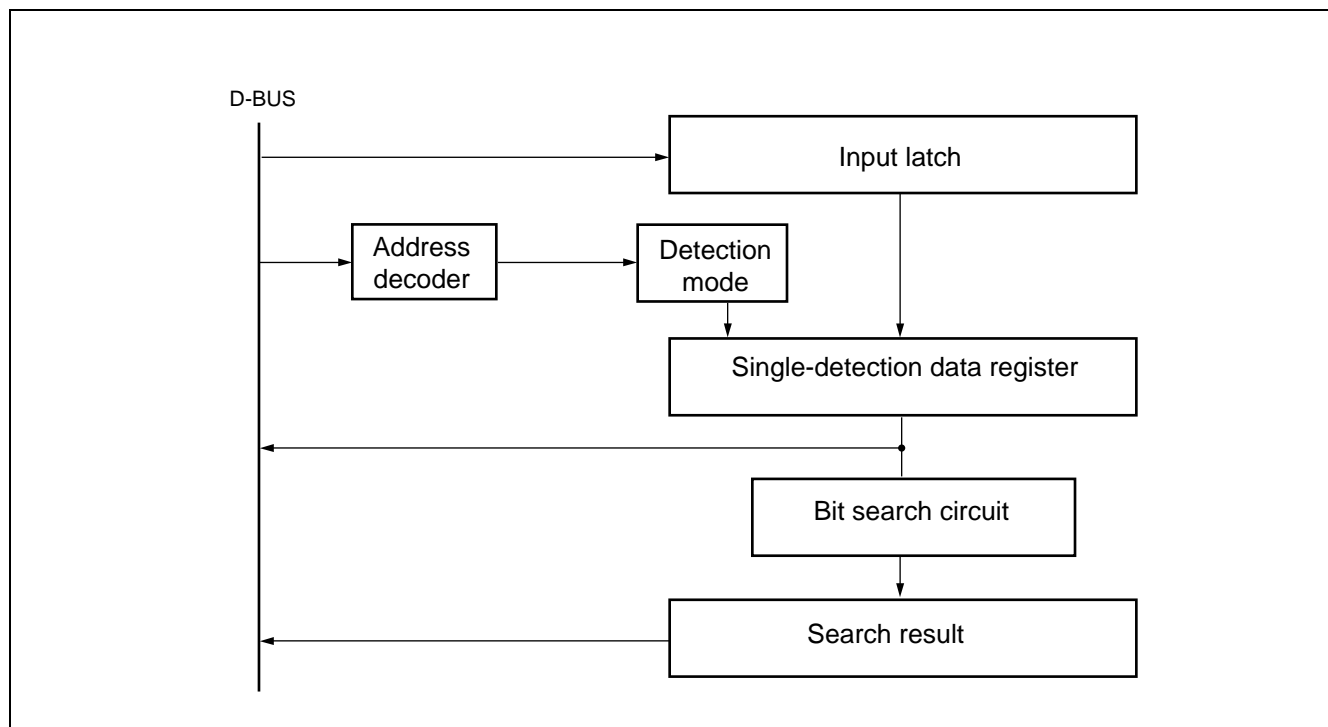 D-BUS
Input latch
Address
decoder
Detection
mode
Single-detection data register
Bit search circuit
Search result